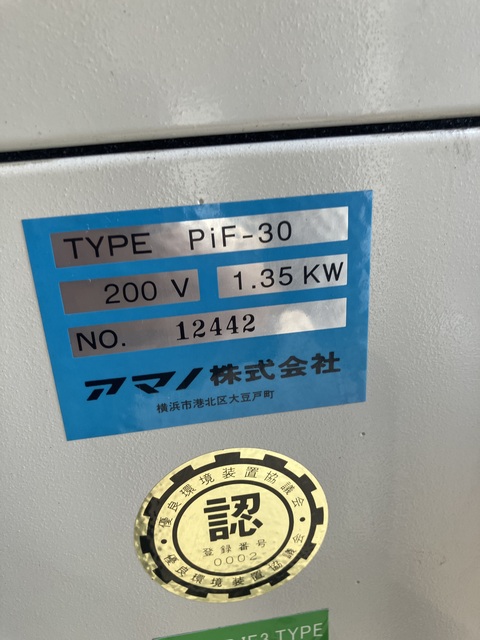 TYPE PiF-30
200 V 1.35 KW
NO. 12442
アマノ株式会社
横浜市港北区大豆戸町
・優良環境装置協議会・
認
登録番号
0002
優良環境装置協議会
IE3 TYPE